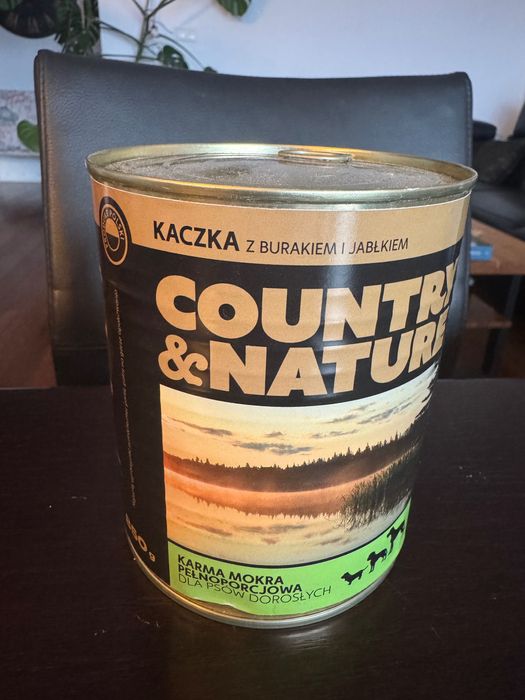 KACZKA Z BURAKIEM I JABŁKIEM
COUNTRY
&NATURE
KARMA MOKRA
PEŁNOPORCJOWA
DLA PSÓW DOROSŁYCH